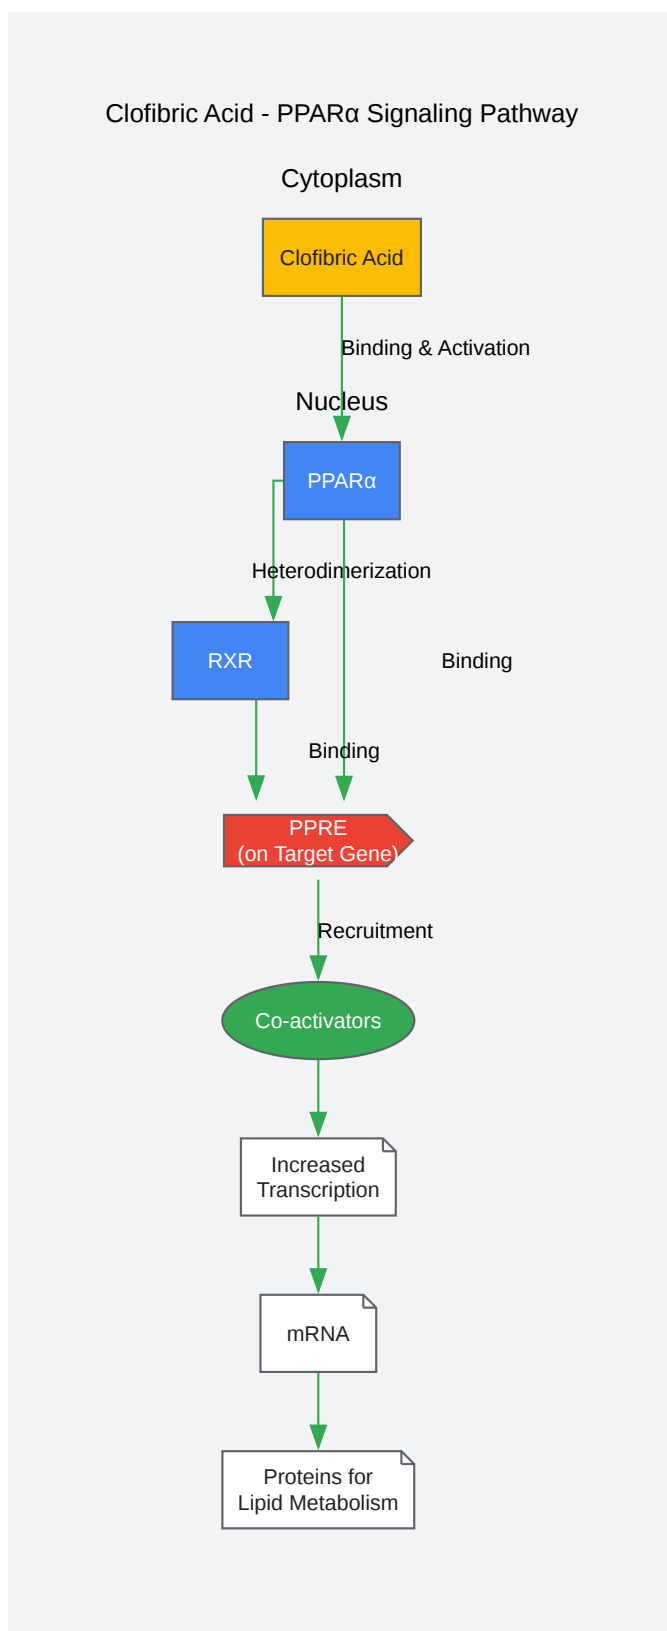 Clofibric Acid - PPARα Signaling Pathway
Cytoplasm
Clofibric Acid
Binding & Activation
Nucleus
PPARα
Heterodimerization
RXR
Binding
Binding
PPRE
(on Target Gene)
Recruitment
Co-activators
Increased
Transcription
mRNA
Proteins for
Lipid Metabolism